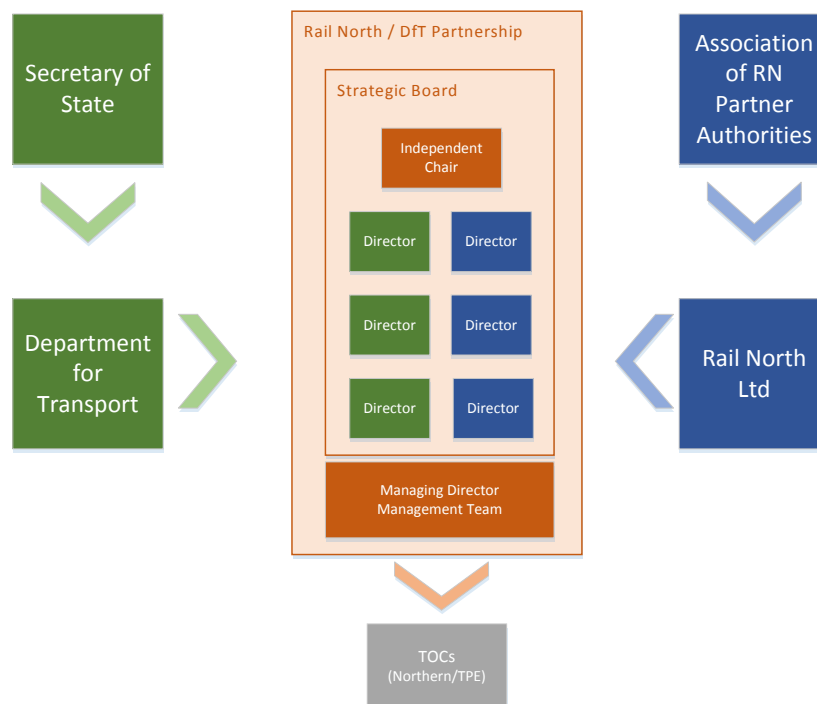 Secretary of
State
Department
for
Transport
Rail North / DfT Partnership
Strategic Board
Independent
Chair
Director
Director
Director
Director
Director
Director
Managing Director
Management Team
TOCs
(Northern/TPE)
Association
of RN
Partner
Authorities
Rail North
Ltd